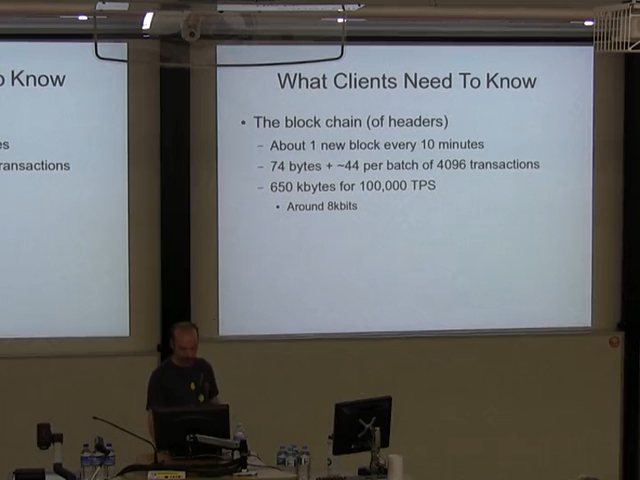 o Know
es
ransactions
What Clients Need To Know
• The block chain (of headers)
– About 1 new block every 10 minutes
– 74 bytes + ~44 per batch of 4096 transactions
– 650 kbytes for 100,000 TPS
• Around 8kbits